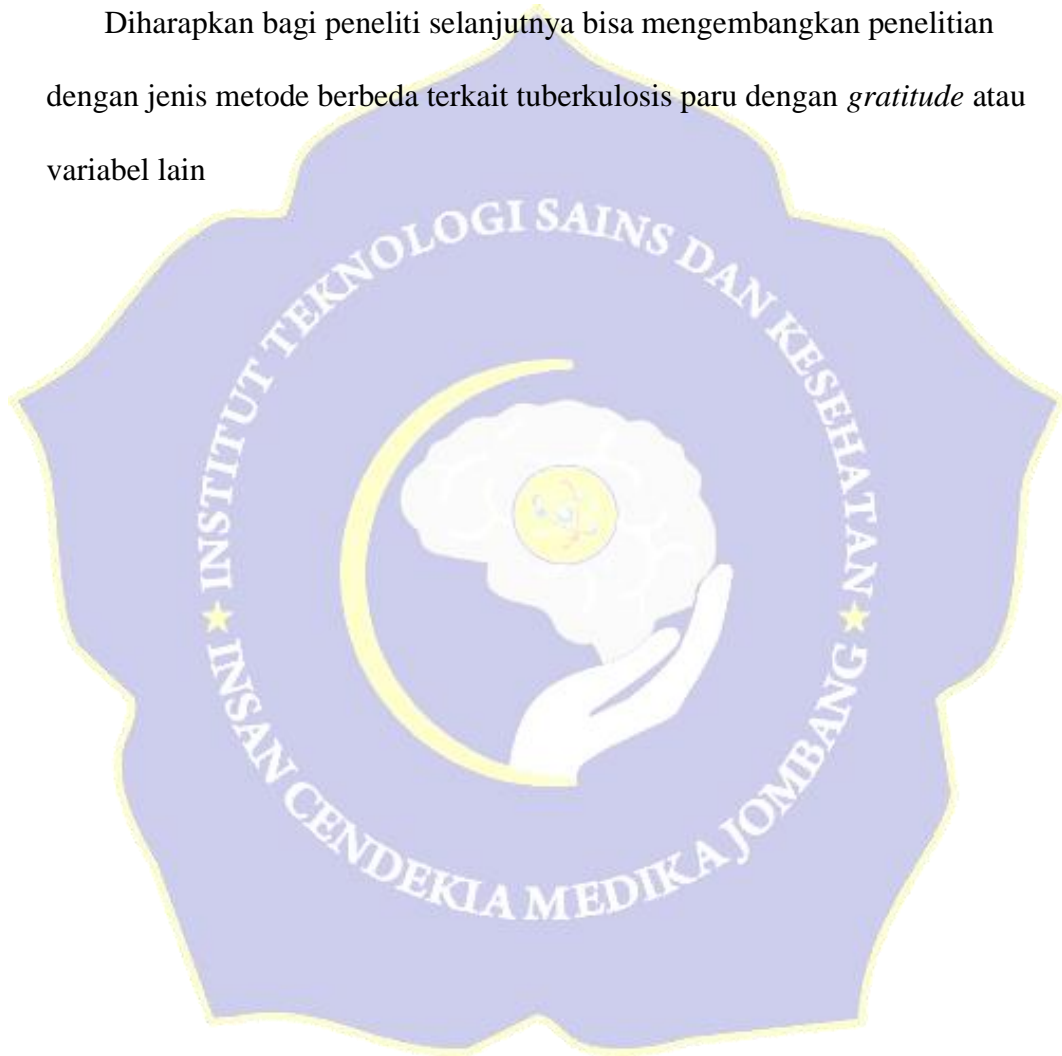 Diharapkan bagi peneliti selanjutnya bisa mengembangkan penelitian
dengan jenis metode berbeda terkait tuberkulosis paru dengan gratitude atau
variabel lain
INSTITUT TEKNOLOGI SAINS DAN KESEHATAN
INSAN CENDEKIA MEDIKA JOMBANG